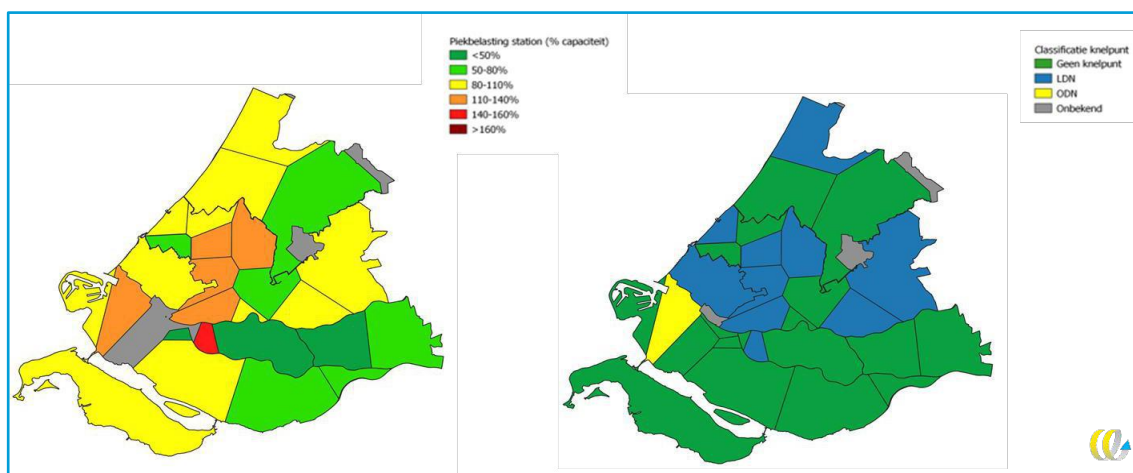 Piekbelasting station (% capaciteit)
<50%
50-80%
80-110%
110-140%
140-160%
>160%
Classificatie knelpunt
Geen knelpunt
LDN
ODN
Onbekend